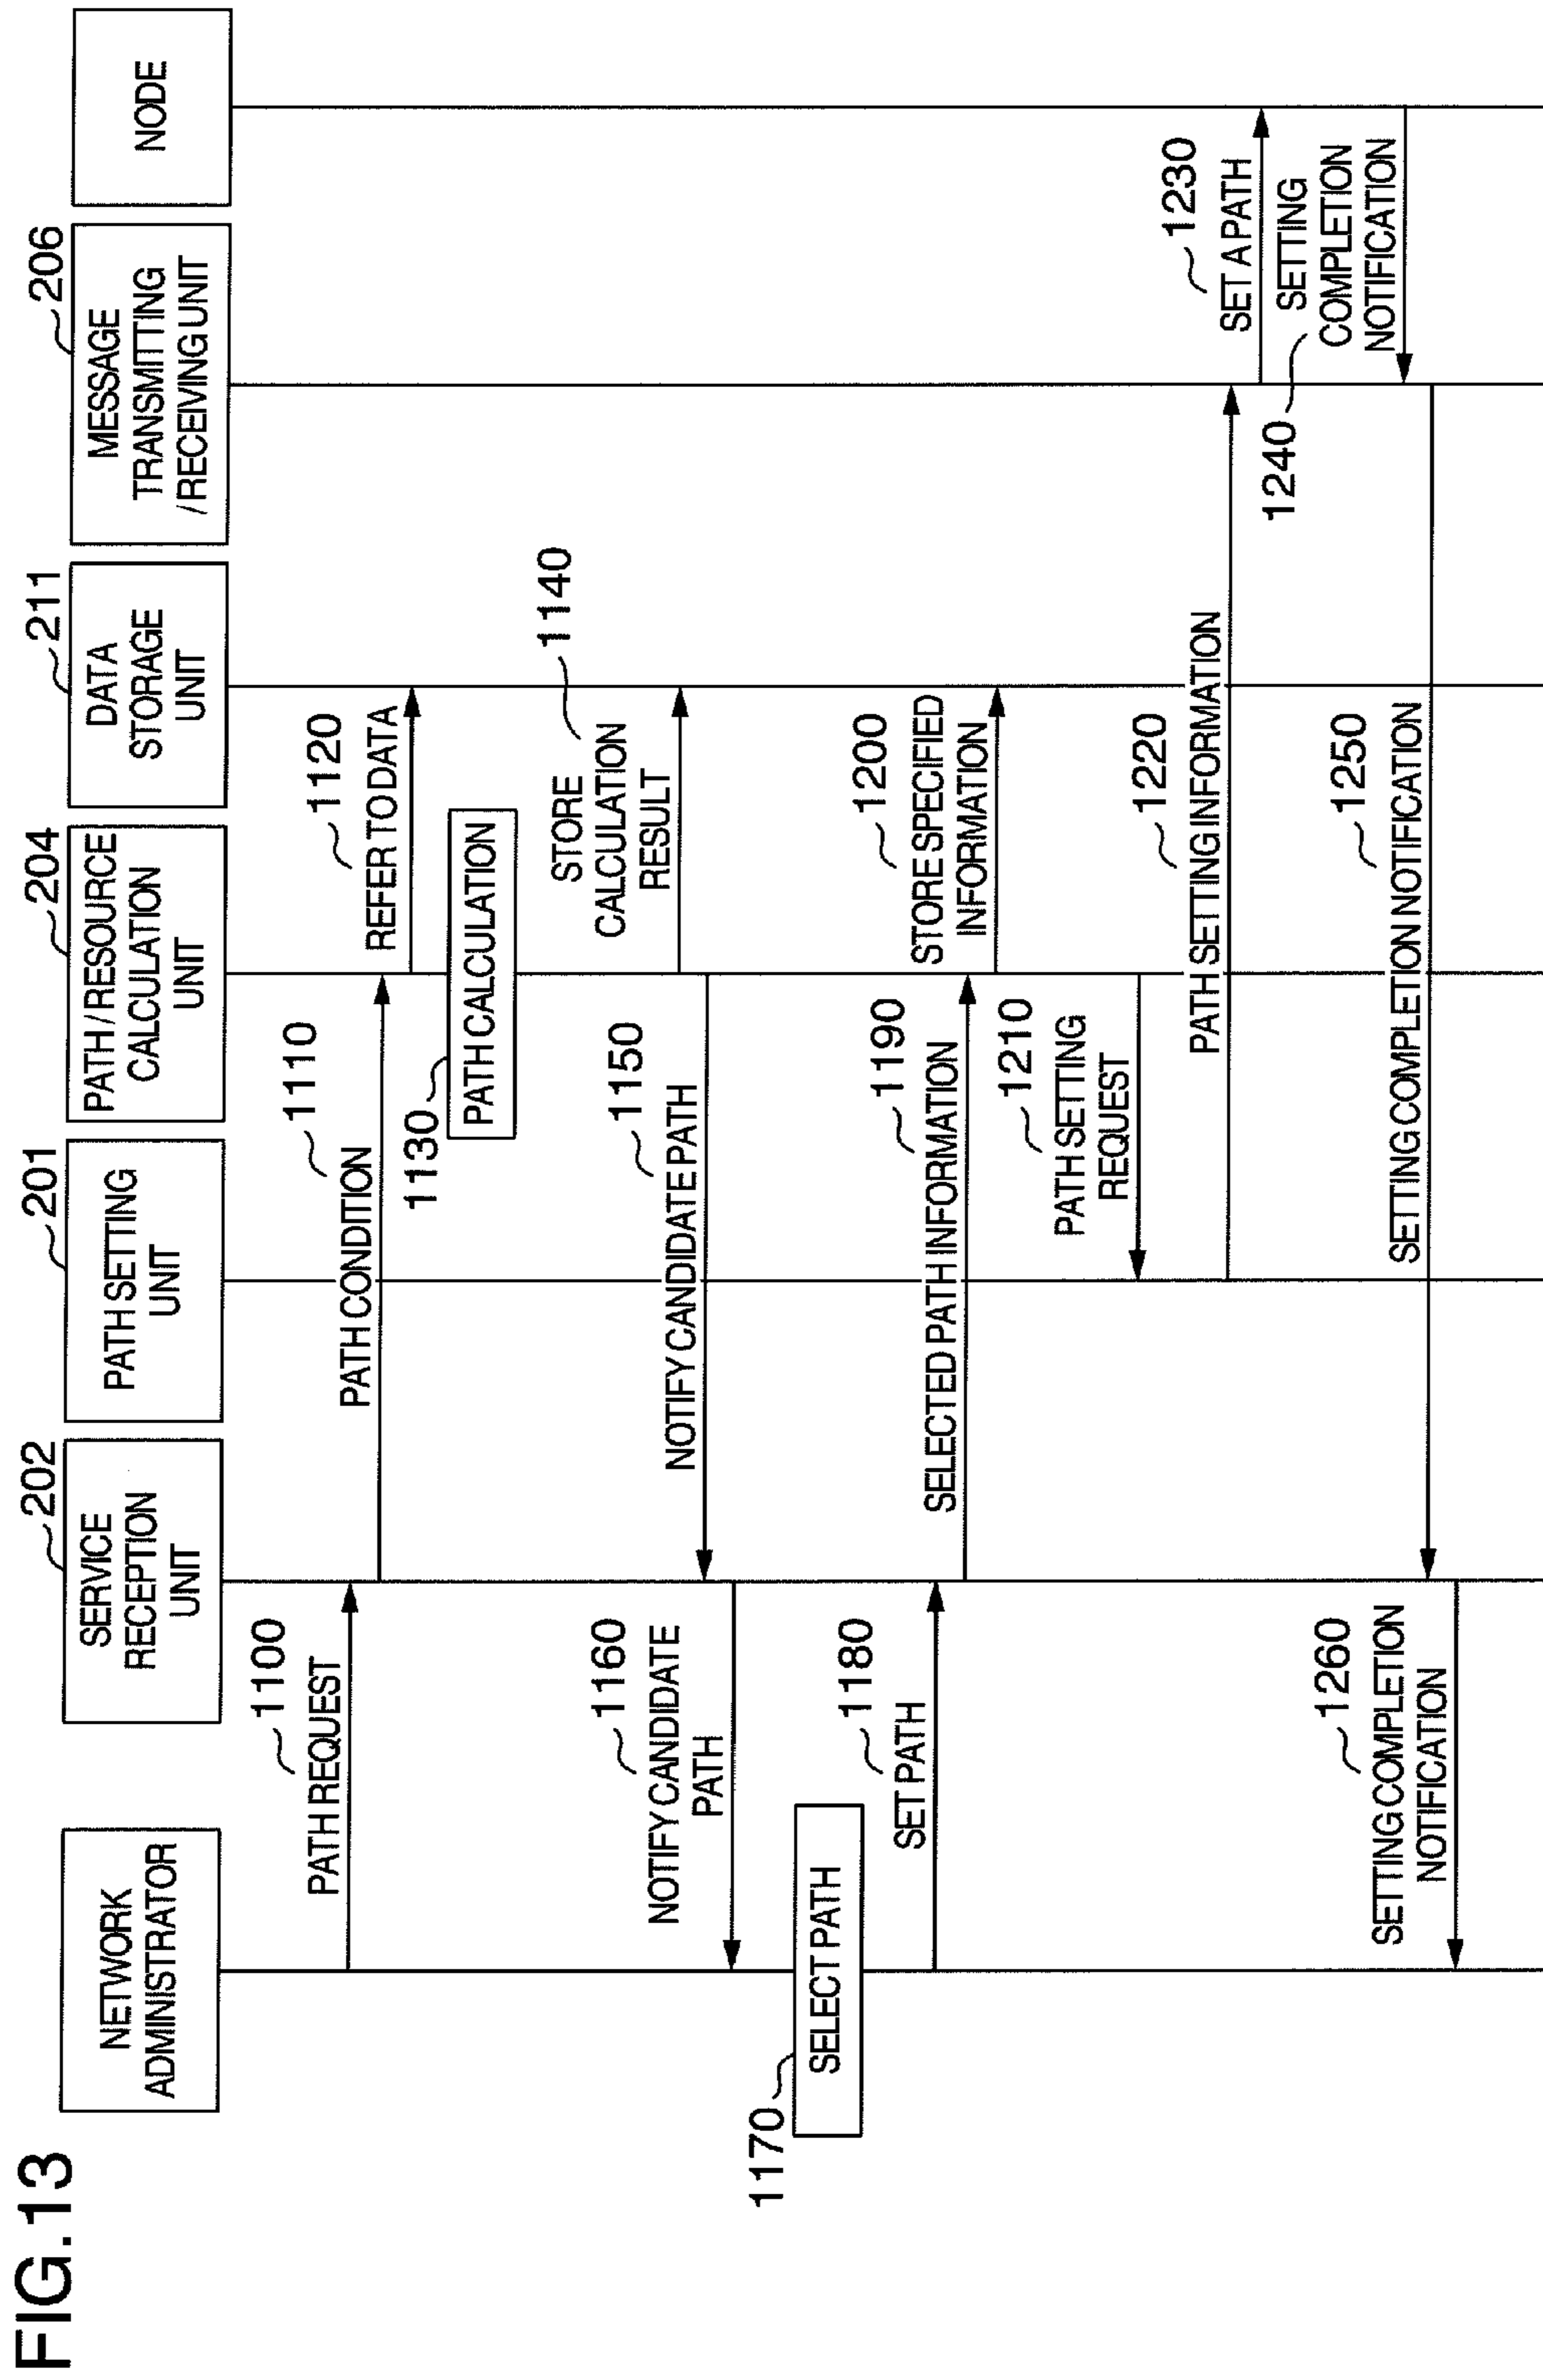 FIG.13
NETWORK
ADMINISTRATOR
202
SERVICE
RECEPTION
UNIT
201
PATH SETTING
UNIT
204
PATH / RESOURCE
CALCULATION
UNIT
211
DATA
STORAGE
UNIT
206
MESSAGE
TRANSMITTING
/ RECEIVING UNIT
NODE
1100
PATH REQUEST
1110
PATH CONDITION
1120
REFER TO DATA
1130
PATH CALCULATION
1140
STORE
CALCULATION
RESULT
1150
NOTIFY CANDIDATE PATH
1160
NOTIFY CANDIDATE
PATH
1170
SELECT PATH
1180
SET PATH
1190
SELECTED PATH INFORMATION
1200
STORE SPECIFIED
INFORMATION
1210
PATH SETTING
REQUEST
1220
PATH SETTING INFORMATION
1230
SET A PATH
1240
SETTING
COMPLETION
NOTIFICATION
1250
SETTING COMPLETION NOTIFICATION
1260
SETTING COMPLETION
NOTIFICATION